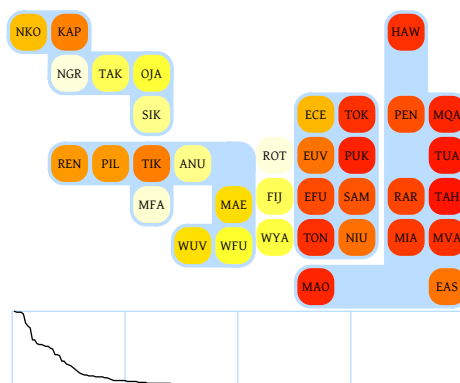 NKO KAP HAW
NGR TAK OJA
SIK ECE TOK PEN MQA
REN PIL TIK ANU ROT EUV PUK TUA
MFA MAE FIJ EFU SAM RAR TAH
WUV WFU WYA TON NIU MIA MVA
MAO EAS